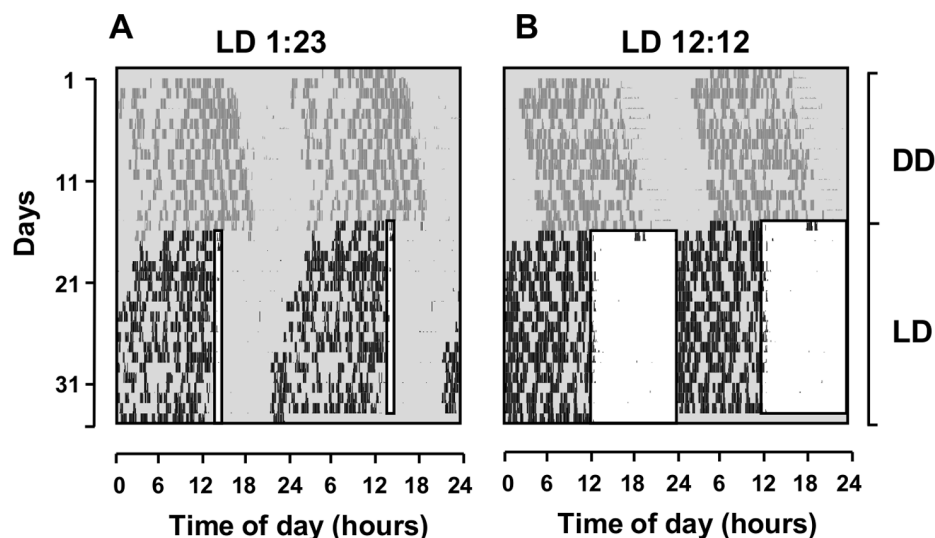 A
LD 1:23
B
LD 12:12
Days
1
11
21
31
DD
LD
0 6 12 18 24 6 12 18 24
0 6 12 18 24 6 12 18 24
Time of day (hours)
Time of day (hours)